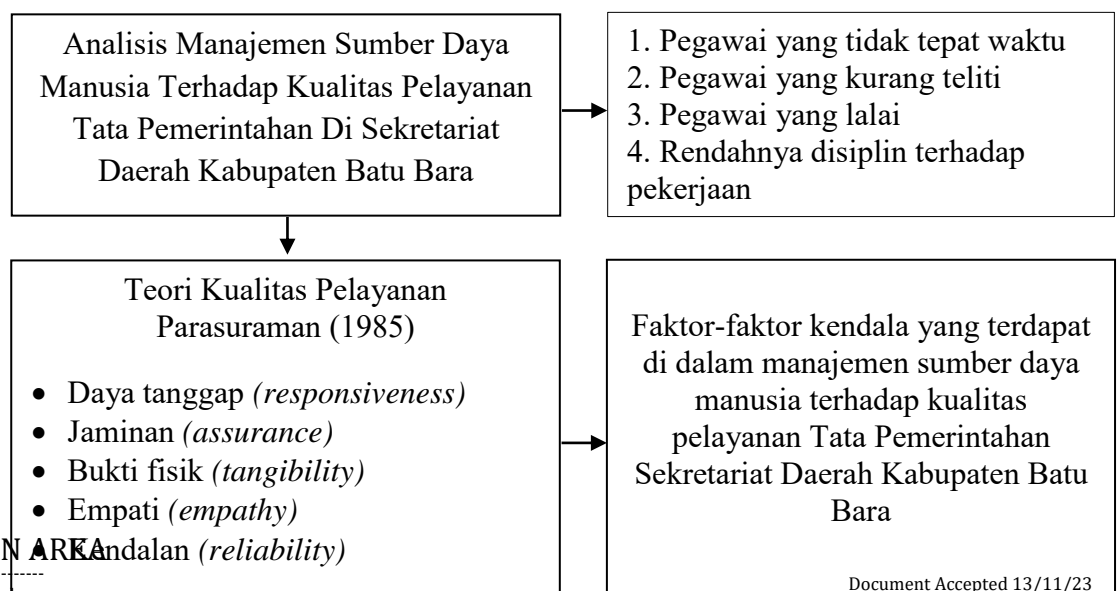 Analisis Manajemen Sumber Daya
Manusia Terhadap Kualitas Pelayanan
Tata Pemerintahan Di Sekretariat
Daerah Kabupaten Batu Bara
1. Pegawai yang tidak tepat waktu
2. Pegawai yang kurang teliti
3. Pegawai yang lalai
4. Rendahnya disiplin terhadap
pekerjaan
Teori Kualitas Pelayanan
Parasuraman (1985)
• Daya tanggap (responsiveness)
• Jaminan (assurance)
• Bukti fisik (tangibility)
• Empati (empathy)
• Kendalan (reliability)
N AREA
-------
Faktor-faktor kendala yang terdapat
di dalam manajemen sumber daya
manusia terhadap kualitas
pelayanan Tata Pemerintahan
Sekretariat Daerah Kabupaten Batu
Bara
Document Accepted 13/11/23